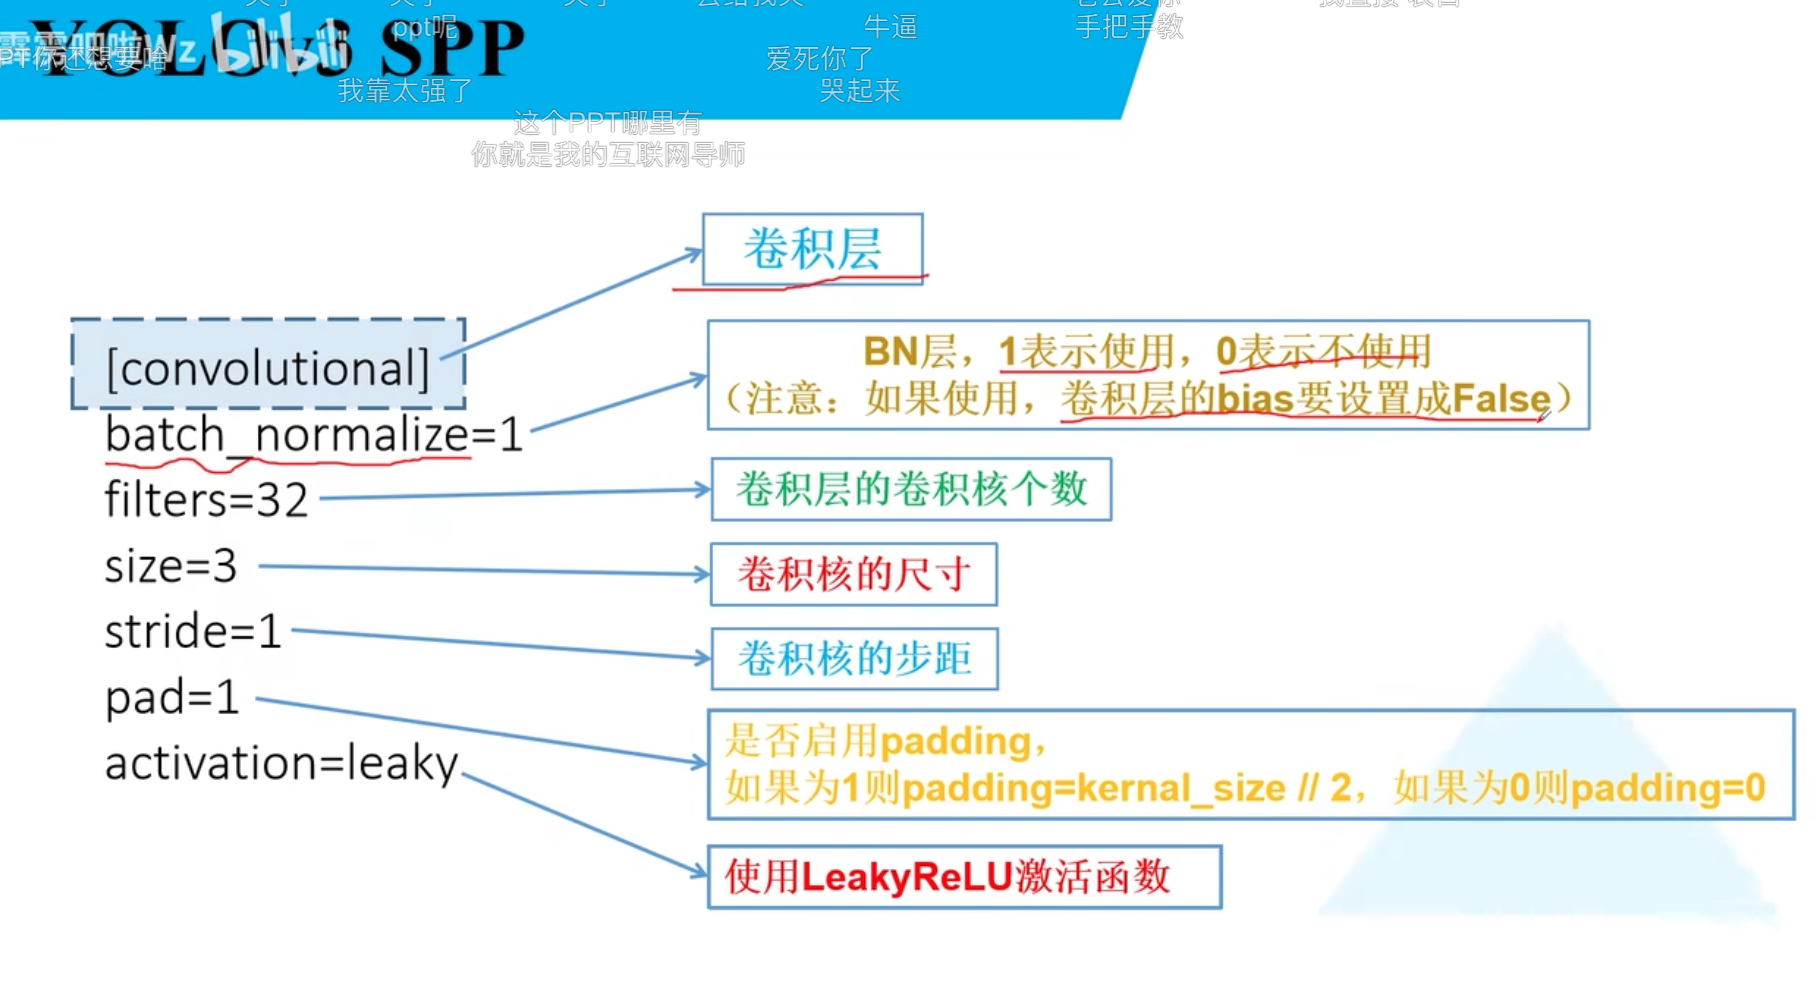 YOLOv3 SPP
bilibili
ppt呢
牛逼
手把手教
PT你还想要啥
爱死你了
我靠太强了
哭起来
这个PPT哪里有
你就是我的互联网导师
卷积层
[convolutional]
BN层，1表示使用，0表示不使用
（注意：如果使用，卷积层的bias要设置成False）
batch_normalize=1
filters=32
卷积层的卷积核个数
size=3
卷积核的尺寸
stride=1
卷积核的步距
pad=1
是否启用padding，
如果为1则padding=kernal_size // 2，如果为0则padding=0
activation=leaky
使用LeakyReLU激活函数